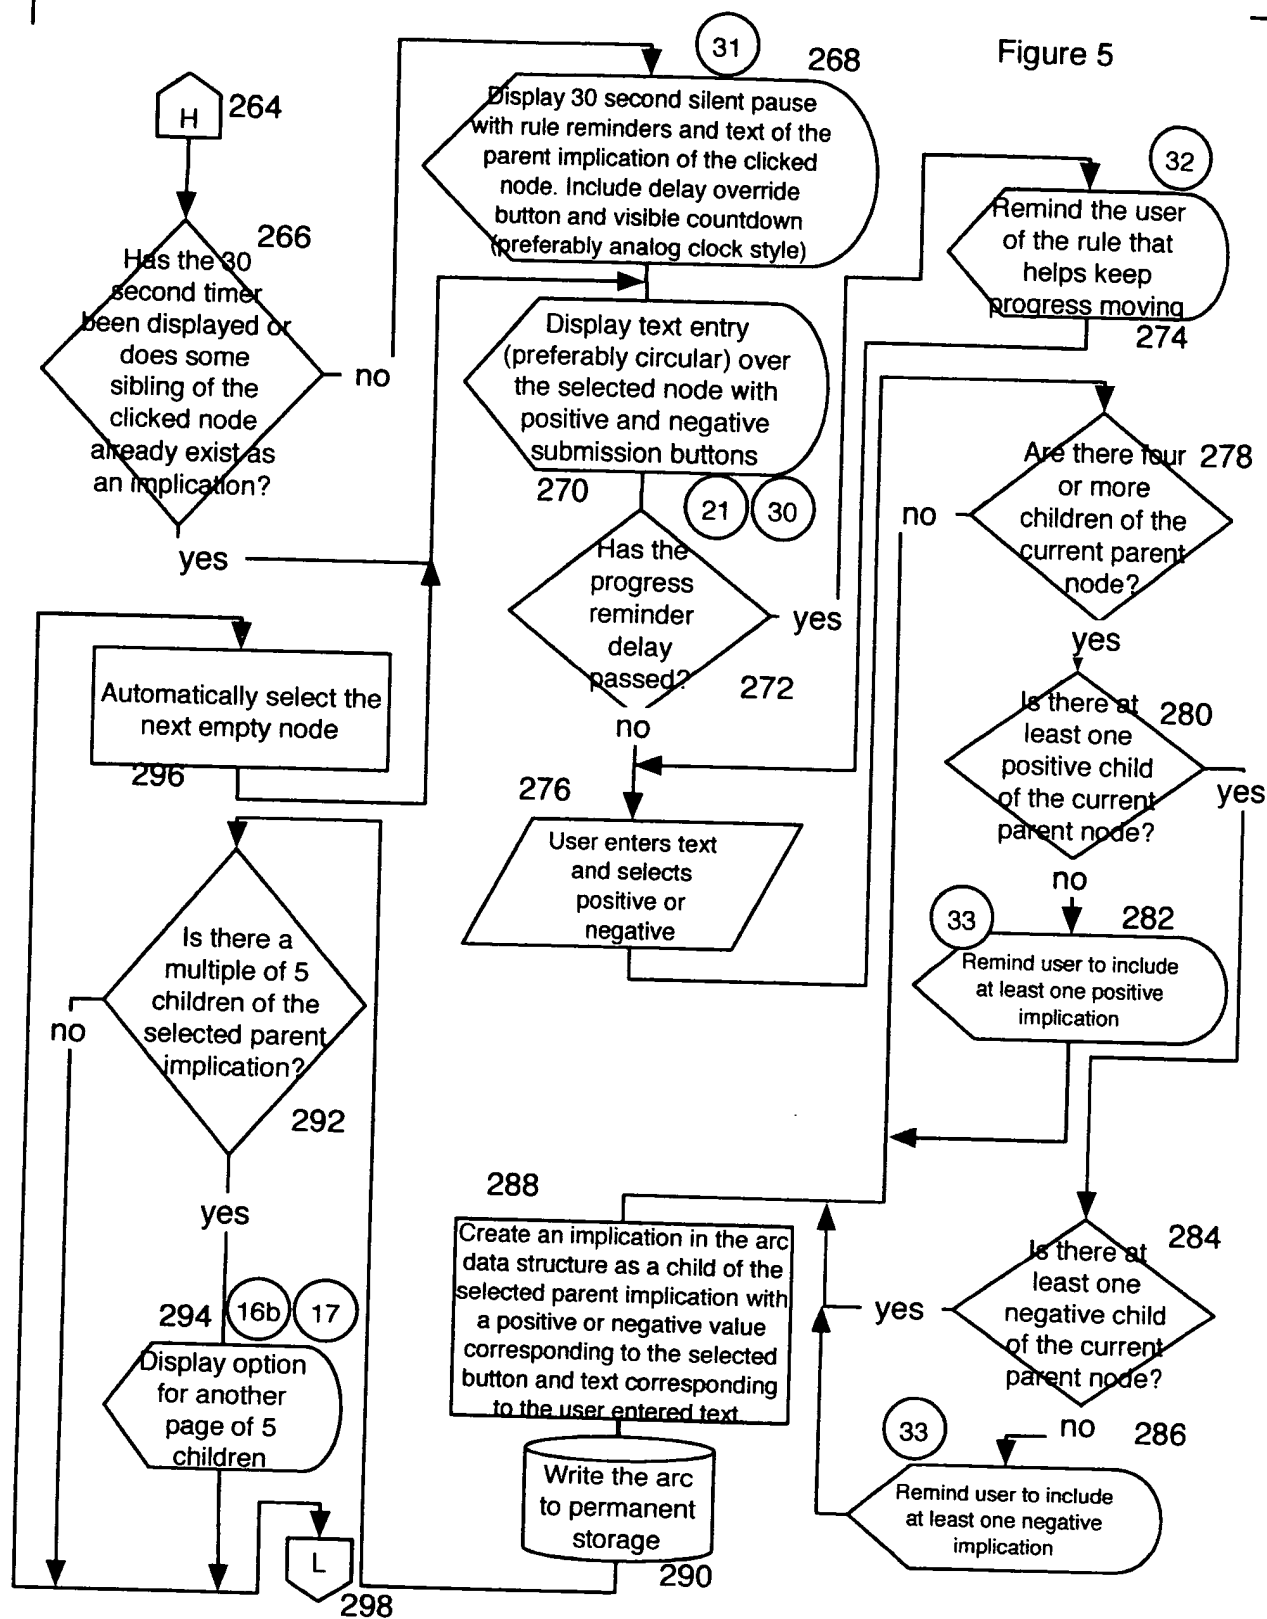 Figure 5
H
264
266
Has the 30
second timer
been displayed or
does some
sibling of the
clicked node
already exist as
an implication?
no
yes
31
268
Display 30 second silent pause
with rule reminders and text of the
parent implication of the clicked
node. Include delay override
button and visible countdown
(preferably analog clock style)
Display text entry
(preferably circular) over
the selected node with
positive and negative
submission buttons
270
21
30
Has the
progress
reminder
delay
passed?
yes
272
no
32
Remind the user
of the rule that
helps keep
progress moving
274
276
User enters text
and selects
positive or
negative
Are there four
or more
children of the
current parent
node?
278
no
yes
Is there at
least one
positive child
of the current
parent node?
280
yes
no
33
282
Remind user to include
at least one positive
implication
Is there at
least one
negative child
of the current
parent node?
284
yes
no
33
286
Remind user to include
at least one negative
implication
288
Create an implication in the arc
data structure as a child of the
selected parent implication with
a positive or negative value
corresponding to the selected
button and text corresponding
to the user entered text
Write the arc
to permanent
storage
290
Automatically select the
next empty node
296
Is there a
multiple of 5
children of the
selected parent
implication?
no
292
yes
294
16b
17
Display option
for another
page of 5
children
L
298